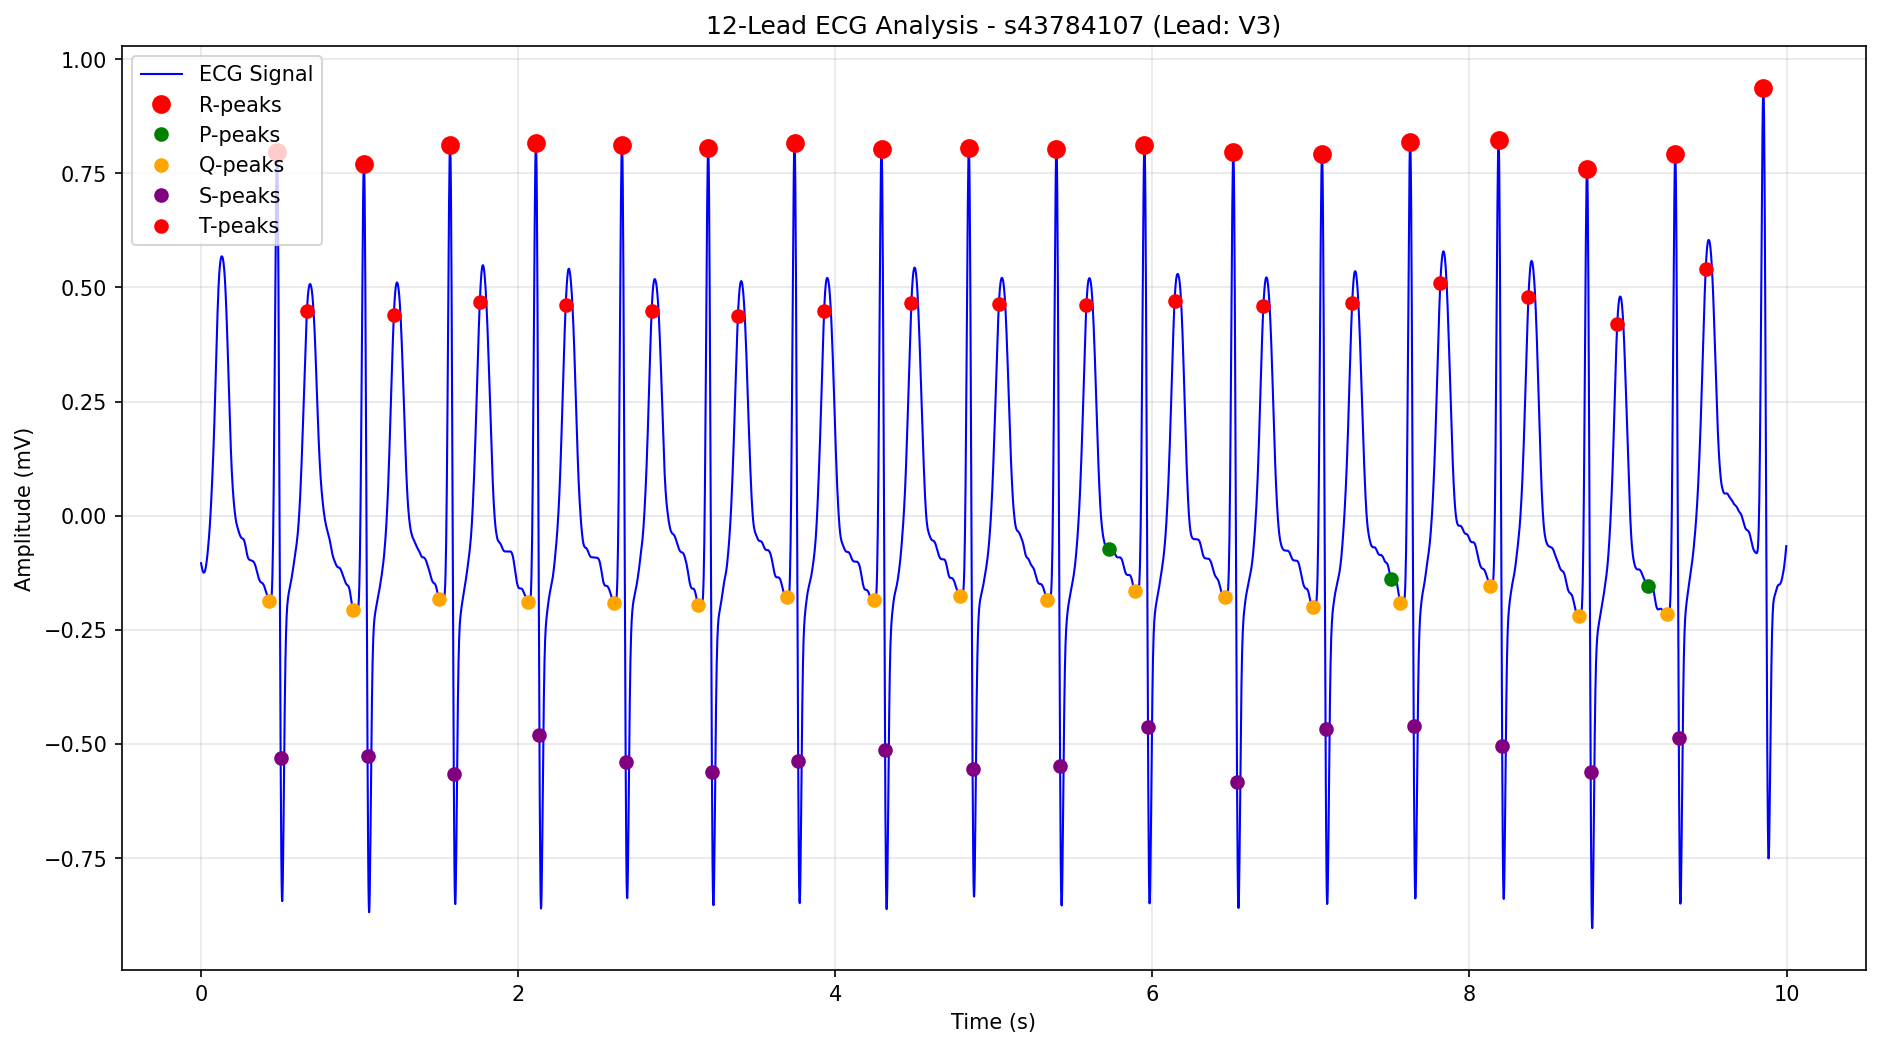 12-Lead ECG Analysis - s43784107 (Lead: V3)
ECG Signal
R-peaks
P-peaks
Q-peaks
S-peaks
T-peaks
1.00
0.75
0.50
0.25
0.00
−0.25
−0.50
−0.75
Amplitude (mV)
0 2 4 6 8 10
Time (s)